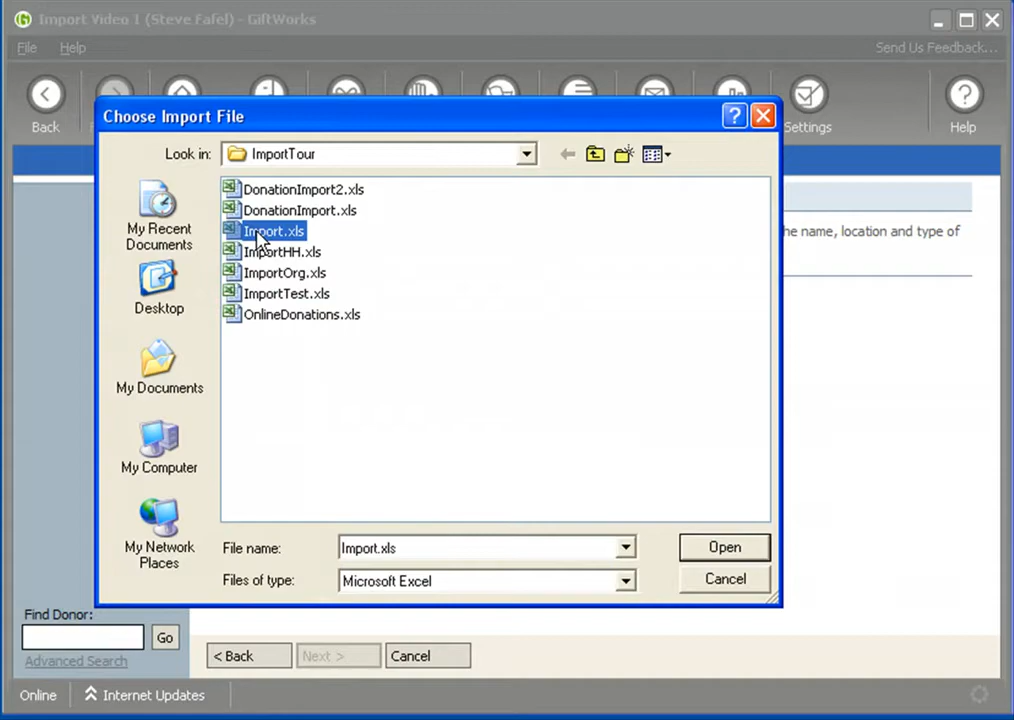 Import Video 1 (Steve Fafel) - GiftWorks
File Help Send Us Feedback...
Back Settings Help
Choose Import File
Look in: ImportTour
he name, location and type of
DonationImport2.xls
DonationImport.xls
Import.xls
ImportHH.xls
ImportOrg.xls
ImportTest.xls
OnlineDonations.xls
My Recent
Documents
Desktop
My Documents
My Computer
My Network
Places
File name: Import.xls Open
Files of type: Microsoft Excel Cancel
Find Donor:
Go
Advanced Search
< Back Next > Cancel
Online Internet Updates